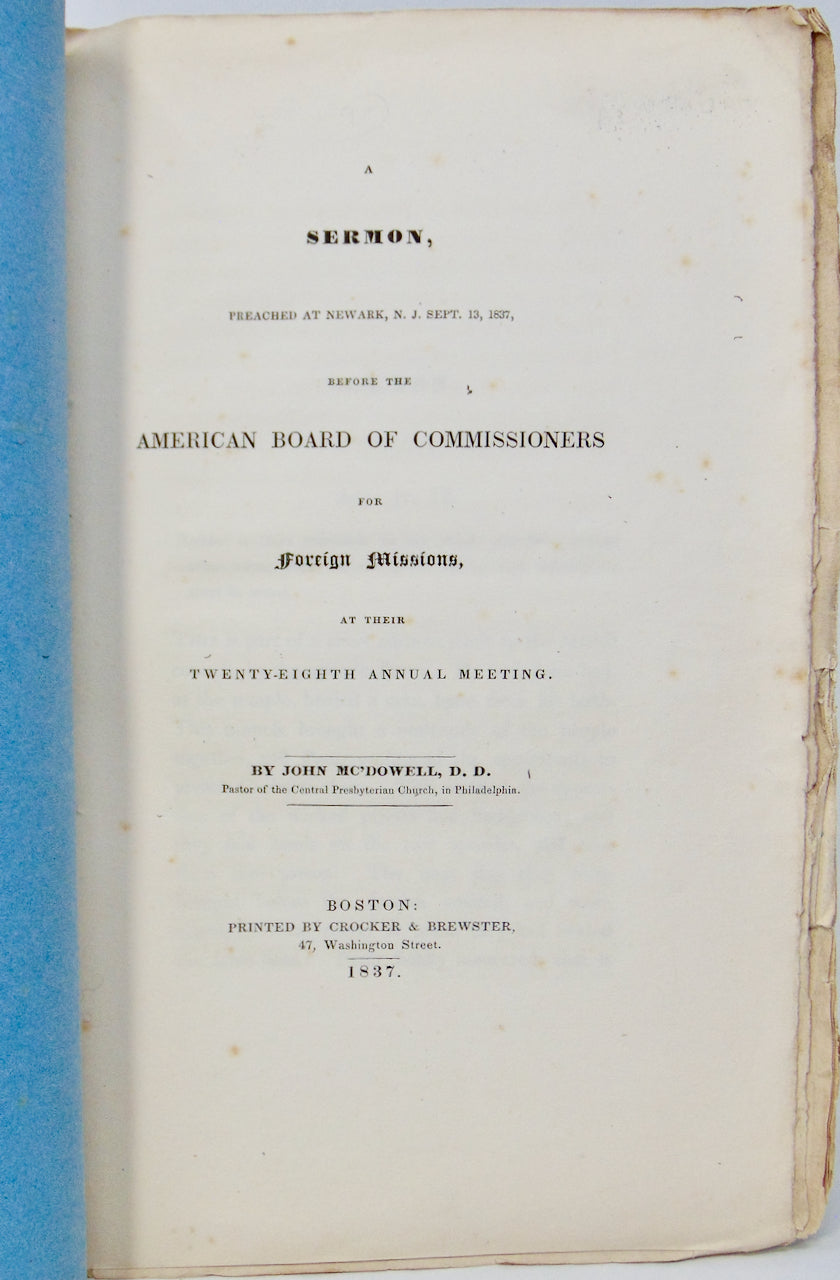 A
SERMON,
PREACHED AT NEWARK, N. J. SEPT. 13, 1837,
BEFORE THE
AMERICAN BOARD OF COMMISSIONERS
FOR
Foreign Missions,
AT THEIR
TWENTY-EIGHTH ANNUAL MEETING.
BY JOHN MC'DOWELL, D. D.
Pastor of the Central Presbyterian Church, in Philadelphia.
BOSTON:
PRINTED BY CROCKER & BREWSTER,
47, Washington Street.
1837.